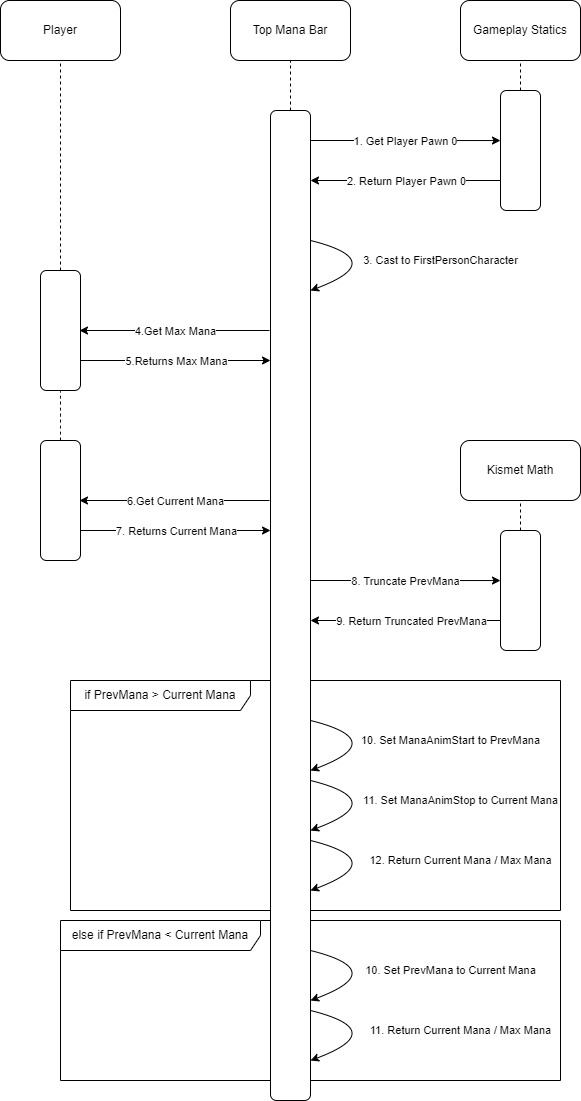 Player
Top Mana Bar
Gameplay Statics
1. Get Player Pawn 0
2. Return Player Pawn 0
3. Cast to FirstPersonCharacter
4.Get Max Mana
5.Returns Max Mana
Kismet Math
6.Get Current Mana
7. Returns Current Mana
8. Truncate PrevMana
9. Return Truncated PrevMana
if PrevMana > Current Mana
10. Set ManaAnimStart to PrevMana
11. Set ManaAnimStop to Current Mana
12. Return Current Mana / Max Mana
else if PrevMana < Current Mana
10. Set PrevMana to Current Mana
11. Return Current Mana / Max Mana